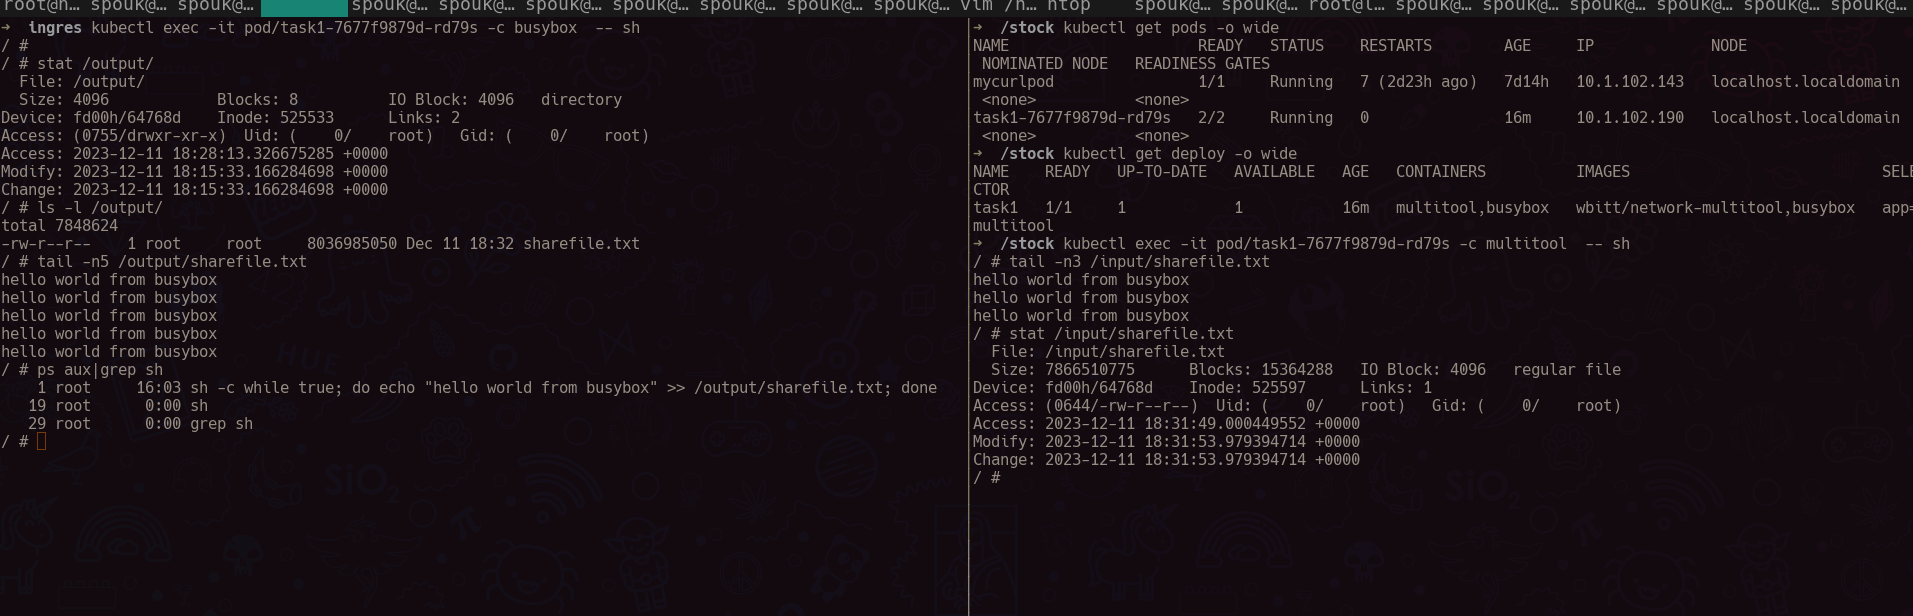 root@h… spouk@… spouk@… spouk@… spouk@… spouk@… spouk@… spouk@… spouk@… spouk@… vim /h… htop spouk@… spouk@… root@l… spouk@… spouk@… spouk@… spouk@… spouk@… spouk@…
➜  ingres kubectl exec -it pod/task1-7677f9879d-rd79s -c busybox  -- sh
/ #
/ # stat /output/
  File: /output/
  Size: 4096            Blocks: 8          IO Block: 4096   directory
Device: fd00h/64768d    Inode: 525533      Links: 2
Access: (0755/drwxr-xr-x)  Uid: (    0/    root)   Gid: (    0/    root)
Access: 2023-12-11 18:28:13.326675285 +0000
Modify: 2023-12-11 18:15:33.166284698 +0000
Change: 2023-12-11 18:15:33.166284698 +0000
/ # ls -l /output/
total 7848624
-rw-r--r--    1 root     root     8036985050 Dec 11 18:32 sharefile.txt
/ # tail -n5 /output/sharefile.txt
hello world from busybox
hello world from busybox
hello world from busybox
hello world from busybox
hello world from busybox
/ # ps aux|grep sh
   1 root      16:03 sh -c while true; do echo "hello world from busybox" >> /output/sharefile.txt; done
  19 root       0:00 sh
  29 root       0:00 grep sh
/ #
➜  /stock kubectl get pods -o wide
NAME                     READY   STATUS    RESTARTS        AGE     IP             NODE
 NOMINATED NODE   READINESS GATES
mycurlpod                1/1     Running   7 (2d23h ago)   7d14h   10.1.102.143   localhost.localdomain
 <none>           <none>
task1-7677f9879d-rd79s   2/2     Running   0               16m     10.1.102.190   localhost.localdomain
 <none>           <none>
➜  /stock kubectl get deploy -o wide
NAME    READY   UP-TO-DATE   AVAILABLE   AGE   CONTAINERS          IMAGES                            SELE
CTOR
task1   1/1     1            1           16m   multitool,busybox   wbitt/network-multitool,busybox   app=
multitool
➜  /stock kubectl exec -it pod/task1-7677f9879d-rd79s -c multitool  -- sh
/ # tail -n3 /input/sharefile.txt
hello world from busybox
hello world from busybox
hello world from busybox
/ # stat /input/sharefile.txt
  File: /input/sharefile.txt
  Size: 7866510775      Blocks: 15364288   IO Block: 4096   regular file
Device: fd00h/64768d    Inode: 525597      Links: 1
Access: (0644/-rw-r--r--)  Uid: (    0/    root)   Gid: (    0/    root)
Access: 2023-12-11 18:31:49.000449552 +0000
Modify: 2023-12-11 18:31:53.979394714 +0000
Change: 2023-12-11 18:31:53.979394714 +0000
/ #